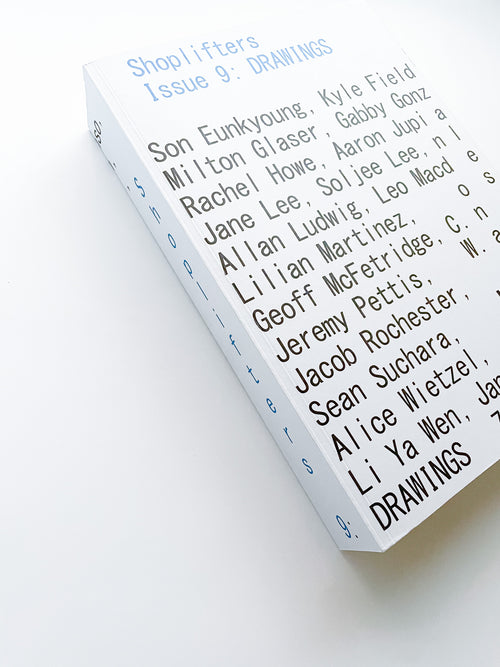 Shoplifters
Issue 9: DRAWINGS
Son Eunkyoung, Kyle Field
Milton Glaser, Gabby Gonz
Rachel Howe, Aaron Jupi a
Jane Lee, Soljee Lee, n l
Allan Ludwig, Leo Macd e
Lilian Martinez, o s
Geoff McFetridge, C. n
Jeremy Pettis, W. a
Jacob Rochester,
Sean Suchara,
Alice Wietzel,
Li Ya Wen, Jas
DRAWINGS
Shoplifters 9: